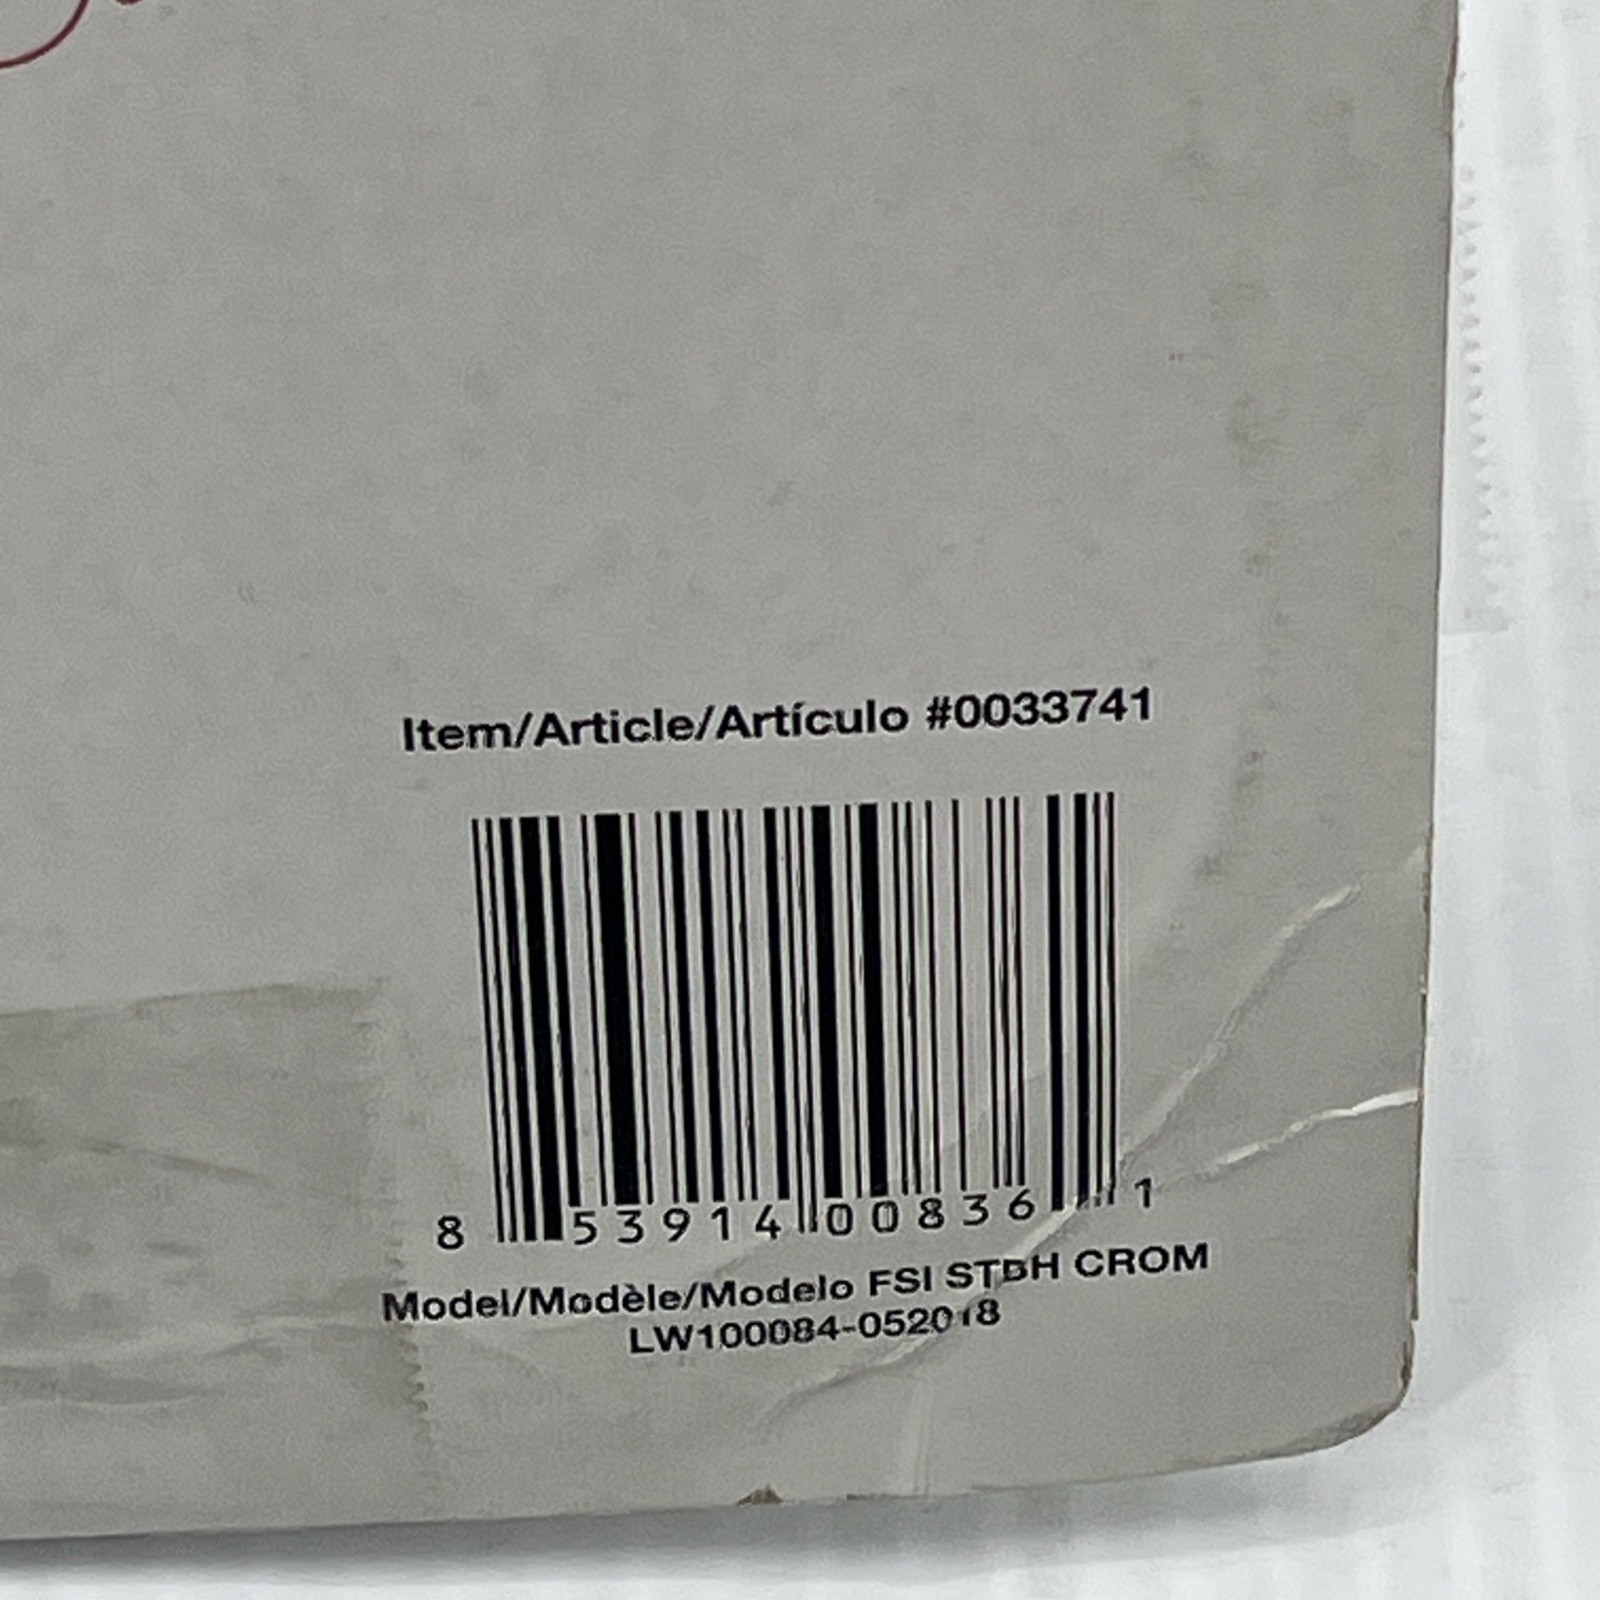 Item/Article/Artículo #0033741
8 53914 00836 1
Model/Modèle/Modelo FSI STBH CROM
LW100084-052018